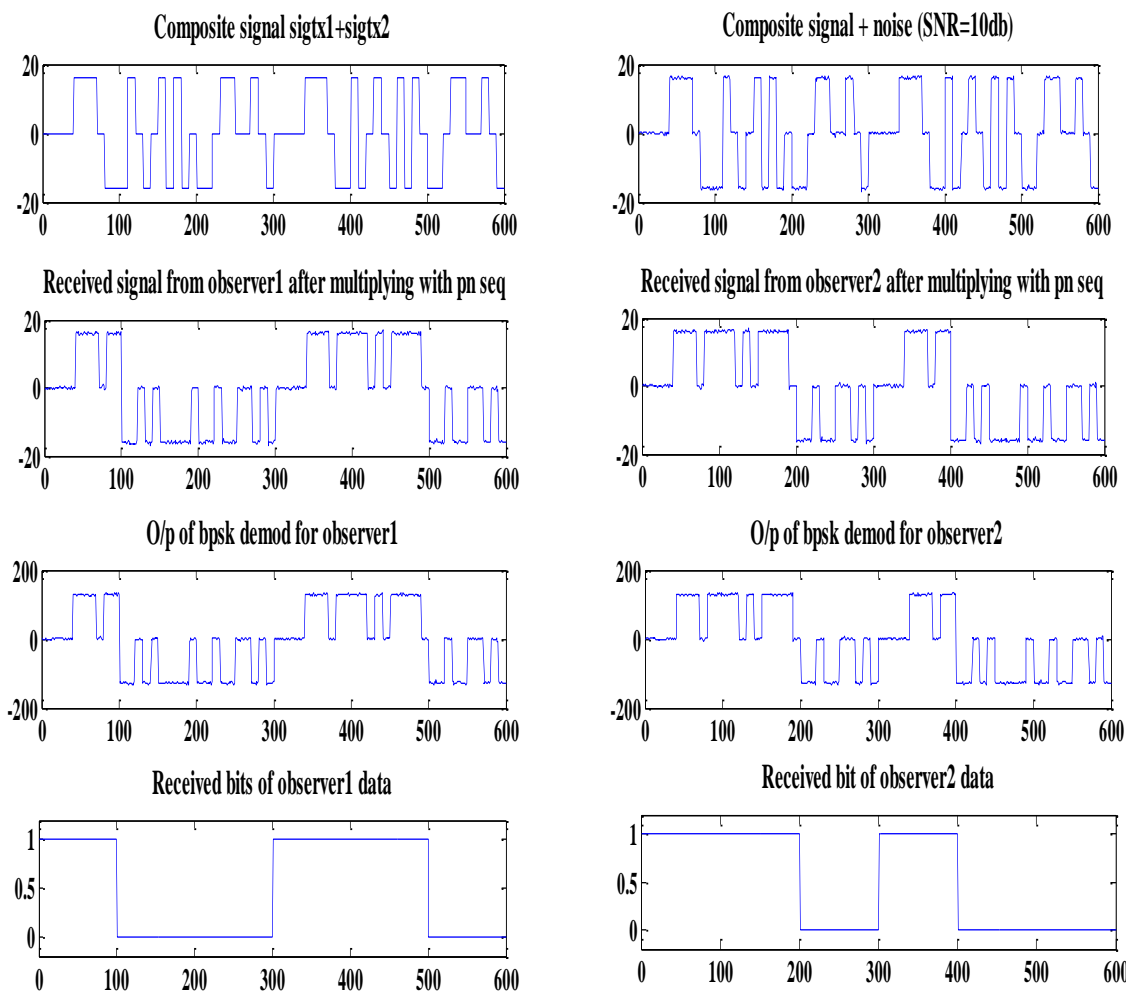 Composite signal sigtx1+sigtx2
20
0
-20
0 100 200 300 400 500 600
Composite signal + noise (SNR=10db)
20
0
-20
0 100 200 300 400 500 600
Received signal from observer1 after multiplying with pn seq
20
0
-20
0 100 200 300 400 500 600
Received signal from observer2 after multiplying with pn seq
20
0
-20
0 100 200 300 400 500 600
O/p of bpsk demod for observer1
200
0
-200
0 100 200 300 400 500 600
O/p of bpsk demod for observer2
200
0
-200
0 100 200 300 400 500 600
Received bits of observer1 data
1
0.5
0
0 100 200 300 400 500 600
Received bit of observer2 data
1
0.5
0
0 100 200 300 400 500 600